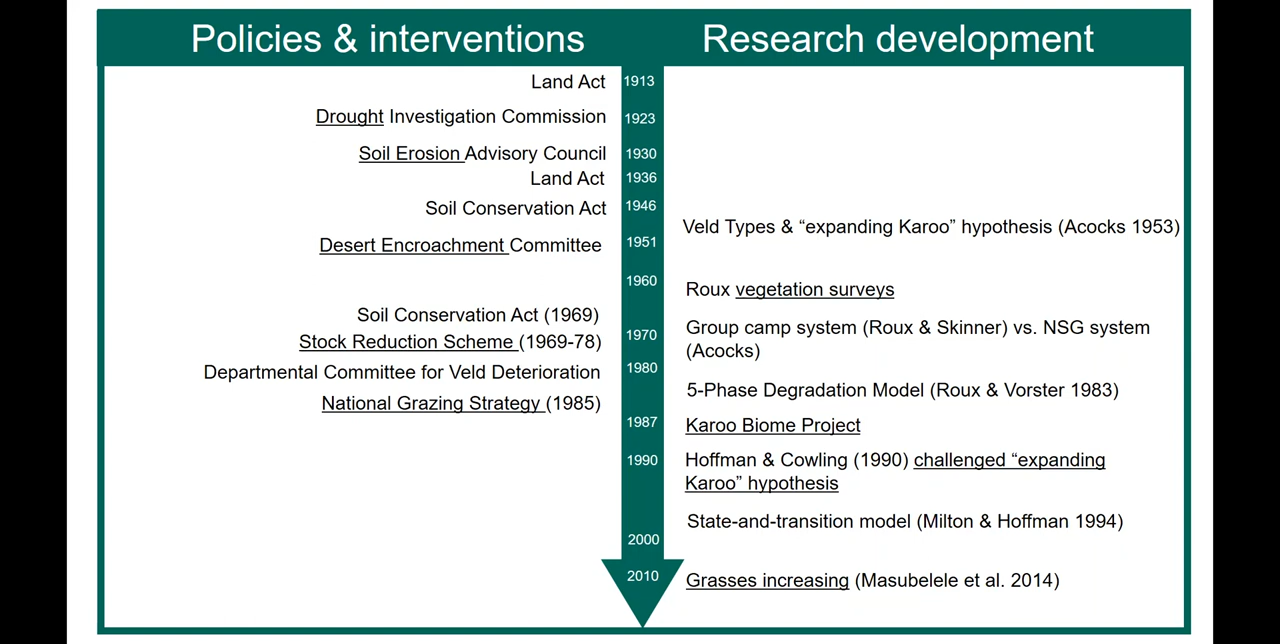 Policies & interventions
Research development
Land Act
1913
Drought Investigation Commission
1923
Soil Erosion Advisory Council
1930
Land Act
1936
Soil Conservation Act
1946
Veld Types & “expanding Karoo” hypothesis (Acocks 1953)
Desert Encroachment Committee
1951
1960
Roux vegetation surveys
Soil Conservation Act (1969)
Group camp system (Roux & Skinner) vs. NSG system
(Acocks)
1970
Stock Reduction Scheme (1969-78)
Departmental Committee for Veld Deterioration
1980
5-Phase Degradation Model (Roux & Vorster 1983)
National Grazing Strategy (1985)
1987
Karoo Biome Project
1990
Hoffman & Cowling (1990) challenged “expanding
Karoo” hypothesis
State-and-transition model (Milton & Hoffman 1994)
2000
2010
Grasses increasing (Masubelele et al. 2014)